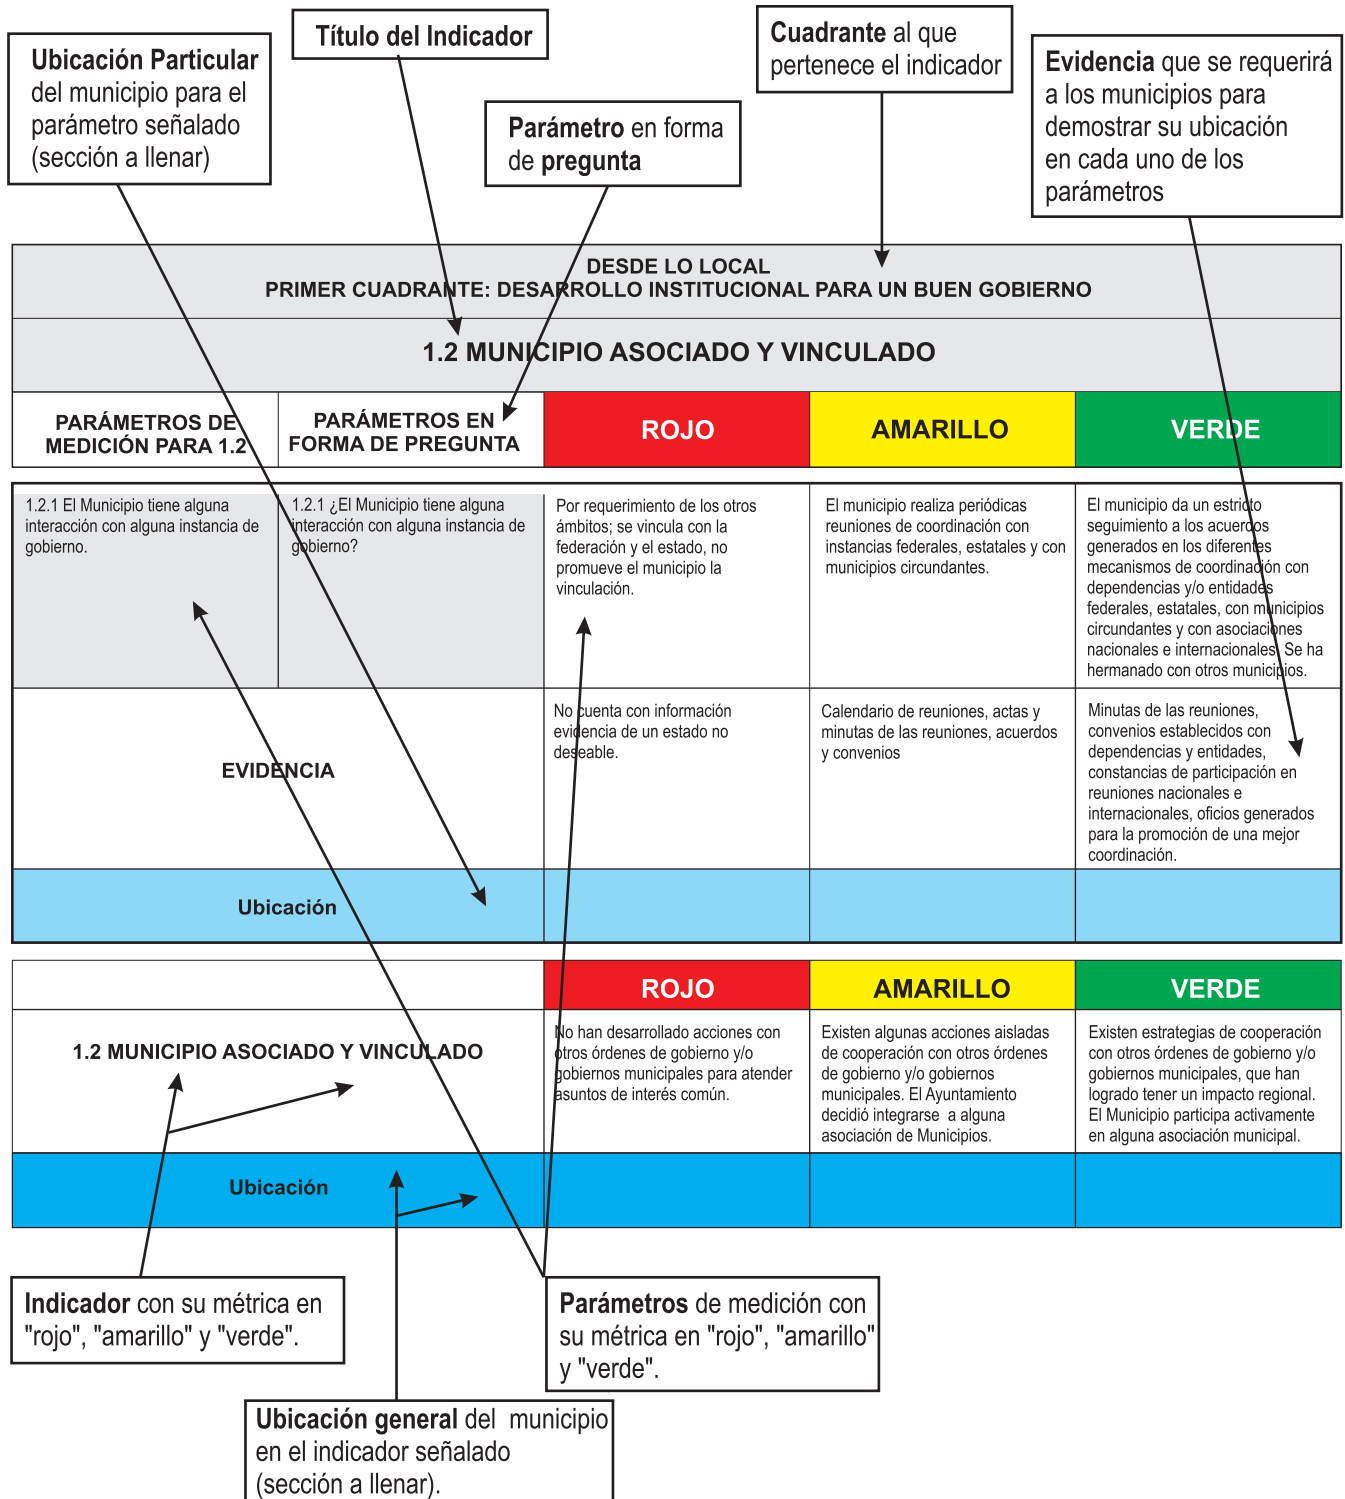 Título del Indicador
Cuadrante al que
pertenece el indicador
Ubicación Particular
del municipio para el
parámetro señalado
(sección a llenar)
Evidencia que se requerirá
a los municipios para
demostrar su ubicación
en cada uno de los
parámetros
Parámetro en forma
de pregunta
DESDE LO LOCAL
PRIMER CUADRANTE: DESARROLLO INSTITUCIONAL PARA UN BUEN GOBIERNO
1.2 MUNICIPIO ASOCIADO Y VINCULADO
PARÁMETROS DE
MEDICIÓN PARA 1.2
PARÁMETROS EN
FORMA DE PREGUNTA
ROJO
AMARILLO
VERDE
1.2.1 El Municipio tiene alguna
interacción con alguna instancia de
gobierno.
1.2.1 ¿El Municipio tiene alguna
interacción con alguna instancia de
gobierno?
Por requerimiento de los otros
ámbitos; se vincula con la
federación y el estado, no
promueve el municipio la
vinculación.
El municipio realiza periódicas
reuniones de coordinación con
instancias federales, estatales y con
municipios circundantes.
El municipio da un estricto
seguimiento a los acuerdos
generados en los diferentes
mecanismos de coordinación con
dependencias y/o entidades
federales, estatales, con municipios
circundantes y con asociaciones
nacionales e internacionales. Se ha
hermanado con otros municipios.
EVIDENCIA
No cuenta con información
evidencia de un estado no
deseable.
Calendario de reuniones, actas y
minutas de las reuniones, acuerdos
y convenios
Minutas de las reuniones,
convenios establecidos con
dependencias y entidades,
constancias de participación en
reuniones nacionales e
internacionales, oficios generados
para la promoción de una mejor
coordinación.
Ubicación
ROJO
AMARILLO
VERDE
1.2 MUNICIPIO ASOCIADO Y VINCULADO
No han desarrollado acciones con
otros órdenes de gobierno y/o
gobiernos municipales para atender
asuntos de interés común.
Existen algunas acciones aisladas
de cooperación con otros órdenes
de gobierno y/o gobiernos
municipales. El Ayuntamiento
decidió integrarse a alguna
asociación de Municipios.
Existen estrategias de cooperación
con otros órdenes de gobierno y/o
gobiernos municipales, que han
logrado tener un impacto regional.
El Municipio participa activamente
en alguna asociación municipal.
Ubicación
Indicador con su métrica en
"rojo", "amarillo" y "verde".
Parámetros de medición con
su métrica en "rojo", "amarillo"
y "verde".
Ubicación general del municipio
en el indicador señalado
(sección a llenar).